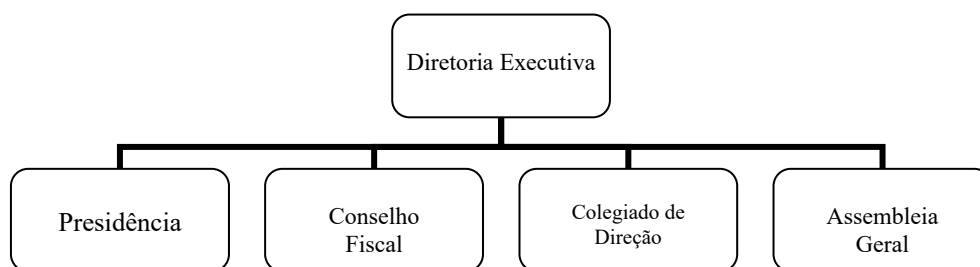 Diretoria Executiva
Presidência
Conselho
Fiscal
Colegiado de
Direção
Assembleia
Geral